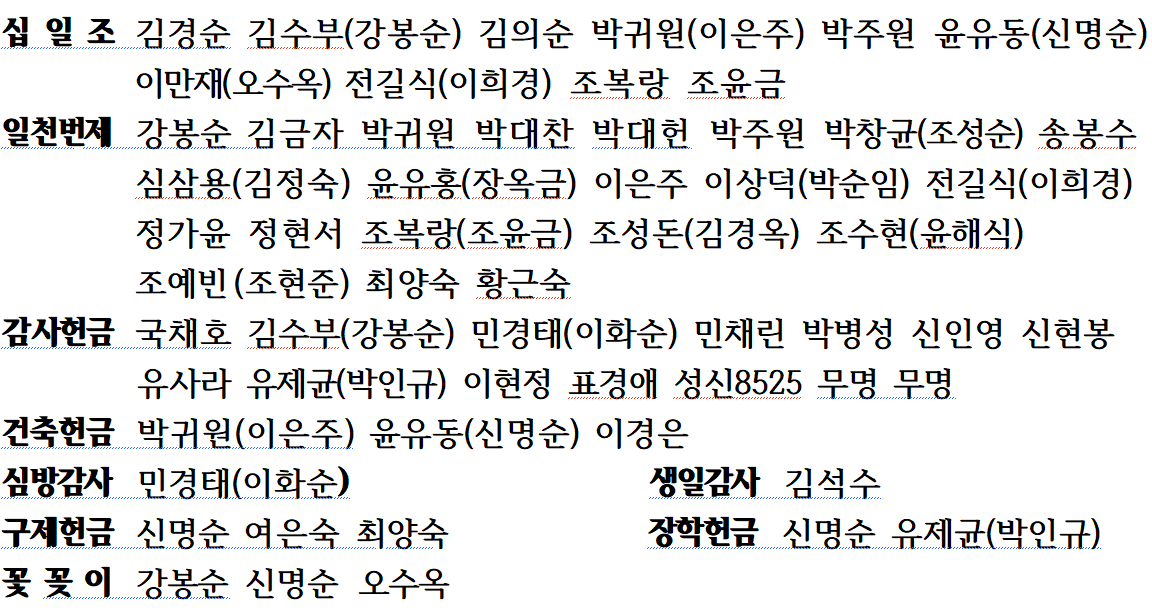 십 일 조 김경순 김수부(강봉순) 김의순 박귀원(이은주) 박주원 윤유동(신명순)
이만재(오수옥) 전길식(이희경) 조복랑 조윤금
일천번제 강봉순 김금자 박귀원 박대찬 박대헌 박주원 박창균(조성순) 송봉수
심삼용(김정숙) 윤유홍(장옥금) 이은주 이상덕(박순임) 전길식(이희경)
정가윤 정현서 조복랑(조윤금) 조성돈(김경옥) 조수현(윤해식)
조예빈(조현준) 최양숙 황근숙
감사헌금 국채호 김수부(강봉순) 민경태(이화순) 민채린 박병성 신인영 신현봉
유사라 유제균(박인규) 이현정 표경애 성신8525 무명 무명
건축헌금 박귀원(이은주) 윤유동(신명순) 이경은
심방감사 민경태(이화순) 생일감사 김석수
구제헌금 신명순 여은숙 최양숙 장학헌금 신명순 유제균(박인규)
꽃 꽂 이 강봉순 신명순 오수옥